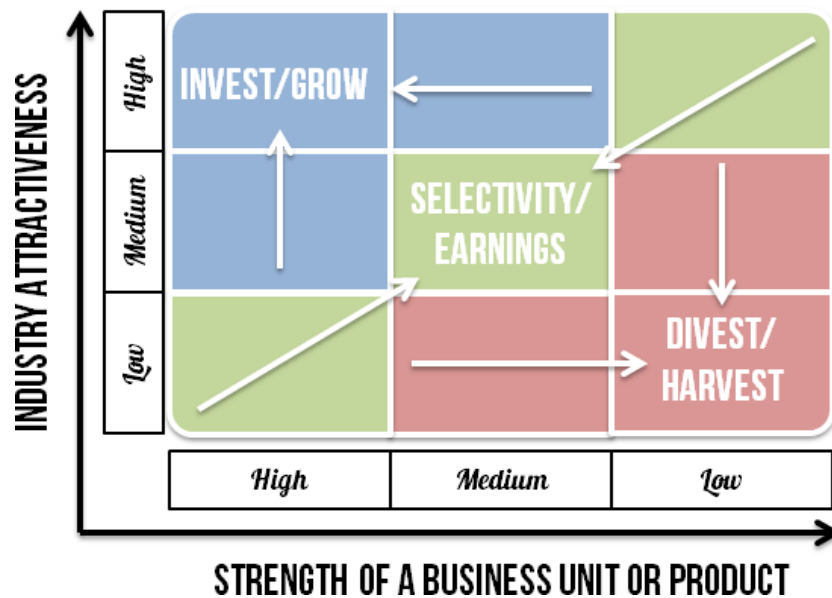 INDUSTRY ATTRACTIVENESS
High
Medium
Low
INVEST/GROW
SELECTIVITY/
EARNINGS
DIVEST/
HARVEST
High
Medium
Low
STRENGTH OF A BUSINESS UNIT OR PRODUCT